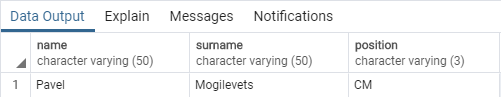 Data Output Explain Messages Notifications
name surname position
character varying (50) character varying (50) character varying (3)
1 Pavel Mogilevets CM